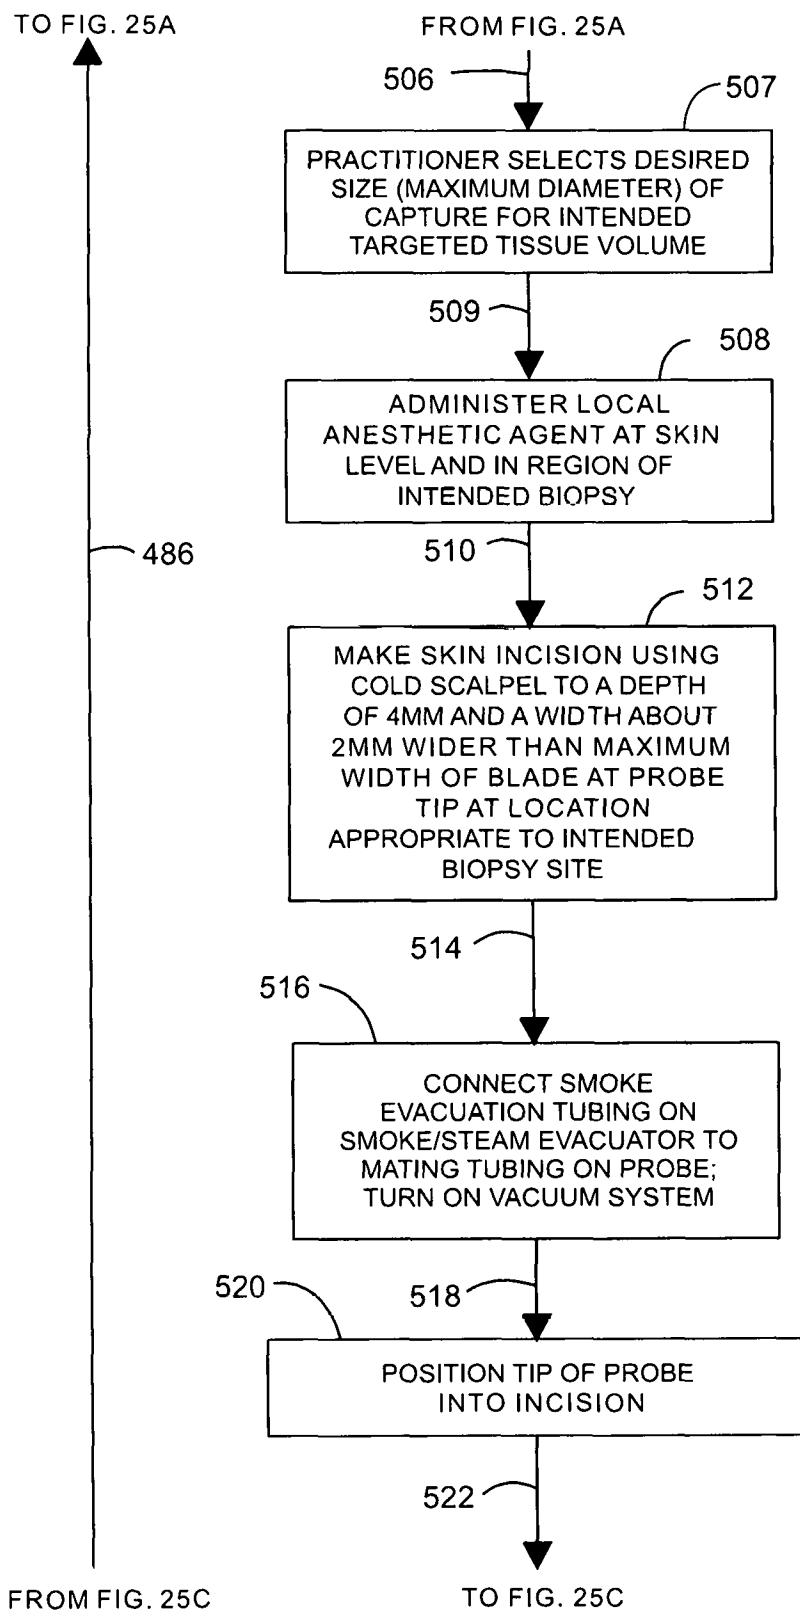 TO FIG. 25A
FROM FIG. 25A
506
507
PRACTITIONER SELECTS DESIRED
SIZE (MAXIMUM DIAMETER) OF
CAPTURE FOR INTENDED
TARGETED TISSUE VOLUME
509
508
ADMINISTER LOCAL
ANESTHETIC AGENT AT SKIN
LEVEL AND IN REGION OF
INTENDED BIOPSY
510
486
512
MAKE SKIN INCISION USING
COLD SCALPEL TO A DEPTH
OF 4MM AND A WIDTH ABOUT
2MM WIDER THAN MAXIMUM
WIDTH OF BLADE AT PROBE
TIP AT LOCATION
APPROPRIATE TO INTENDED
BIOPSY SITE
514
516
CONNECT SMOKE
EVACUATION TUBING ON
SMOKE/STEAM EVACUATOR TO
MATING TUBING ON PROBE;
TURN ON VACUUM SYSTEM
520
518
POSITION TIP OF PROBE
INTO INCISION
522
FROM FIG. 25C
TO FIG. 25C